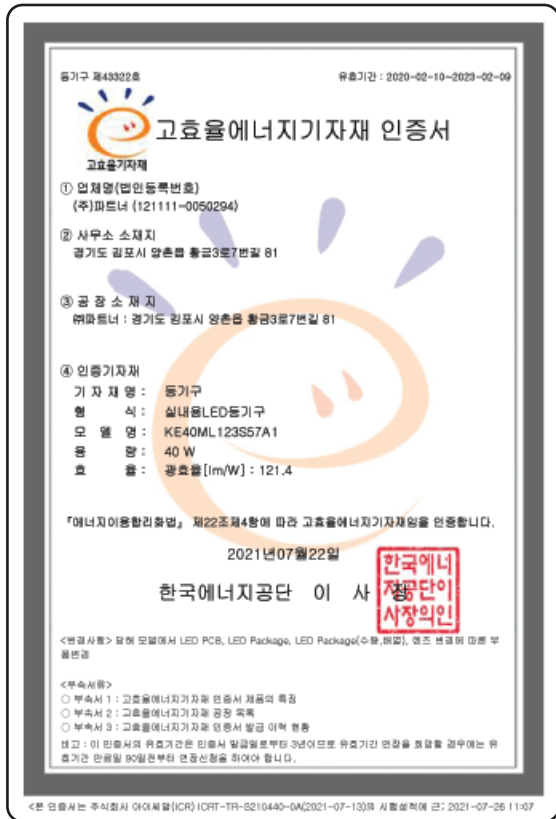 등기구 제43322호
유효기간 : 2020-02-10~2023-02-09
고효율에너지기자재 인증서
고효율기자재
① 업체명(법인등록번호)
(주)파트너 (121111-0050294)
② 사무소 소재지
경기도 김포시 양촌읍 황금3로7번길 81
③ 공 장 소 재 지
㈜파트너 : 경기도 김포시 양촌읍 황금3로7번길 81
④ 인증기자재
기 자 재 명 : 등기구
형 식 : 실내용LED등기구
모 델 명 : KE40ML123S57A1
용 량 : 40 W
효 율 : 광효율[lm/W] : 121.4
「에너지이용합리화법」 제22조제4항에 따라 고효율에너지기자재임을 인증합니다.
2021년07월22일
한국에너지공단 이 사 장
한국에너
지공단이
사장의인
<변경사항> 당허 모델에서 LED PCB, LED Package, LED Package(수량,배열), 렌즈 변경에 따른 부
품변경
<부속서류>
○ 부속서 1 : 고효율에너지기자재 인증서 제품의 특징
○ 부속서 2 : 고효율에너지기자재 공장 목록
○ 부속서 3 : 고효율에너지기자재 인증서 발급 이력 현황
비고 : 이 인증서의 유효기간은 인증서 발급일로부터 3년이므로 유효기간 연장을 희망할 경우에는 유
효기간 만료일 90일전부터 연장신청을 하여야 합니다.
<본 인증서는 주식회사 아이씨알(ICR) ICRT-TR-S210440-0A(2021-07-13)의 시험성적에 근; 2021-07-26 11:07